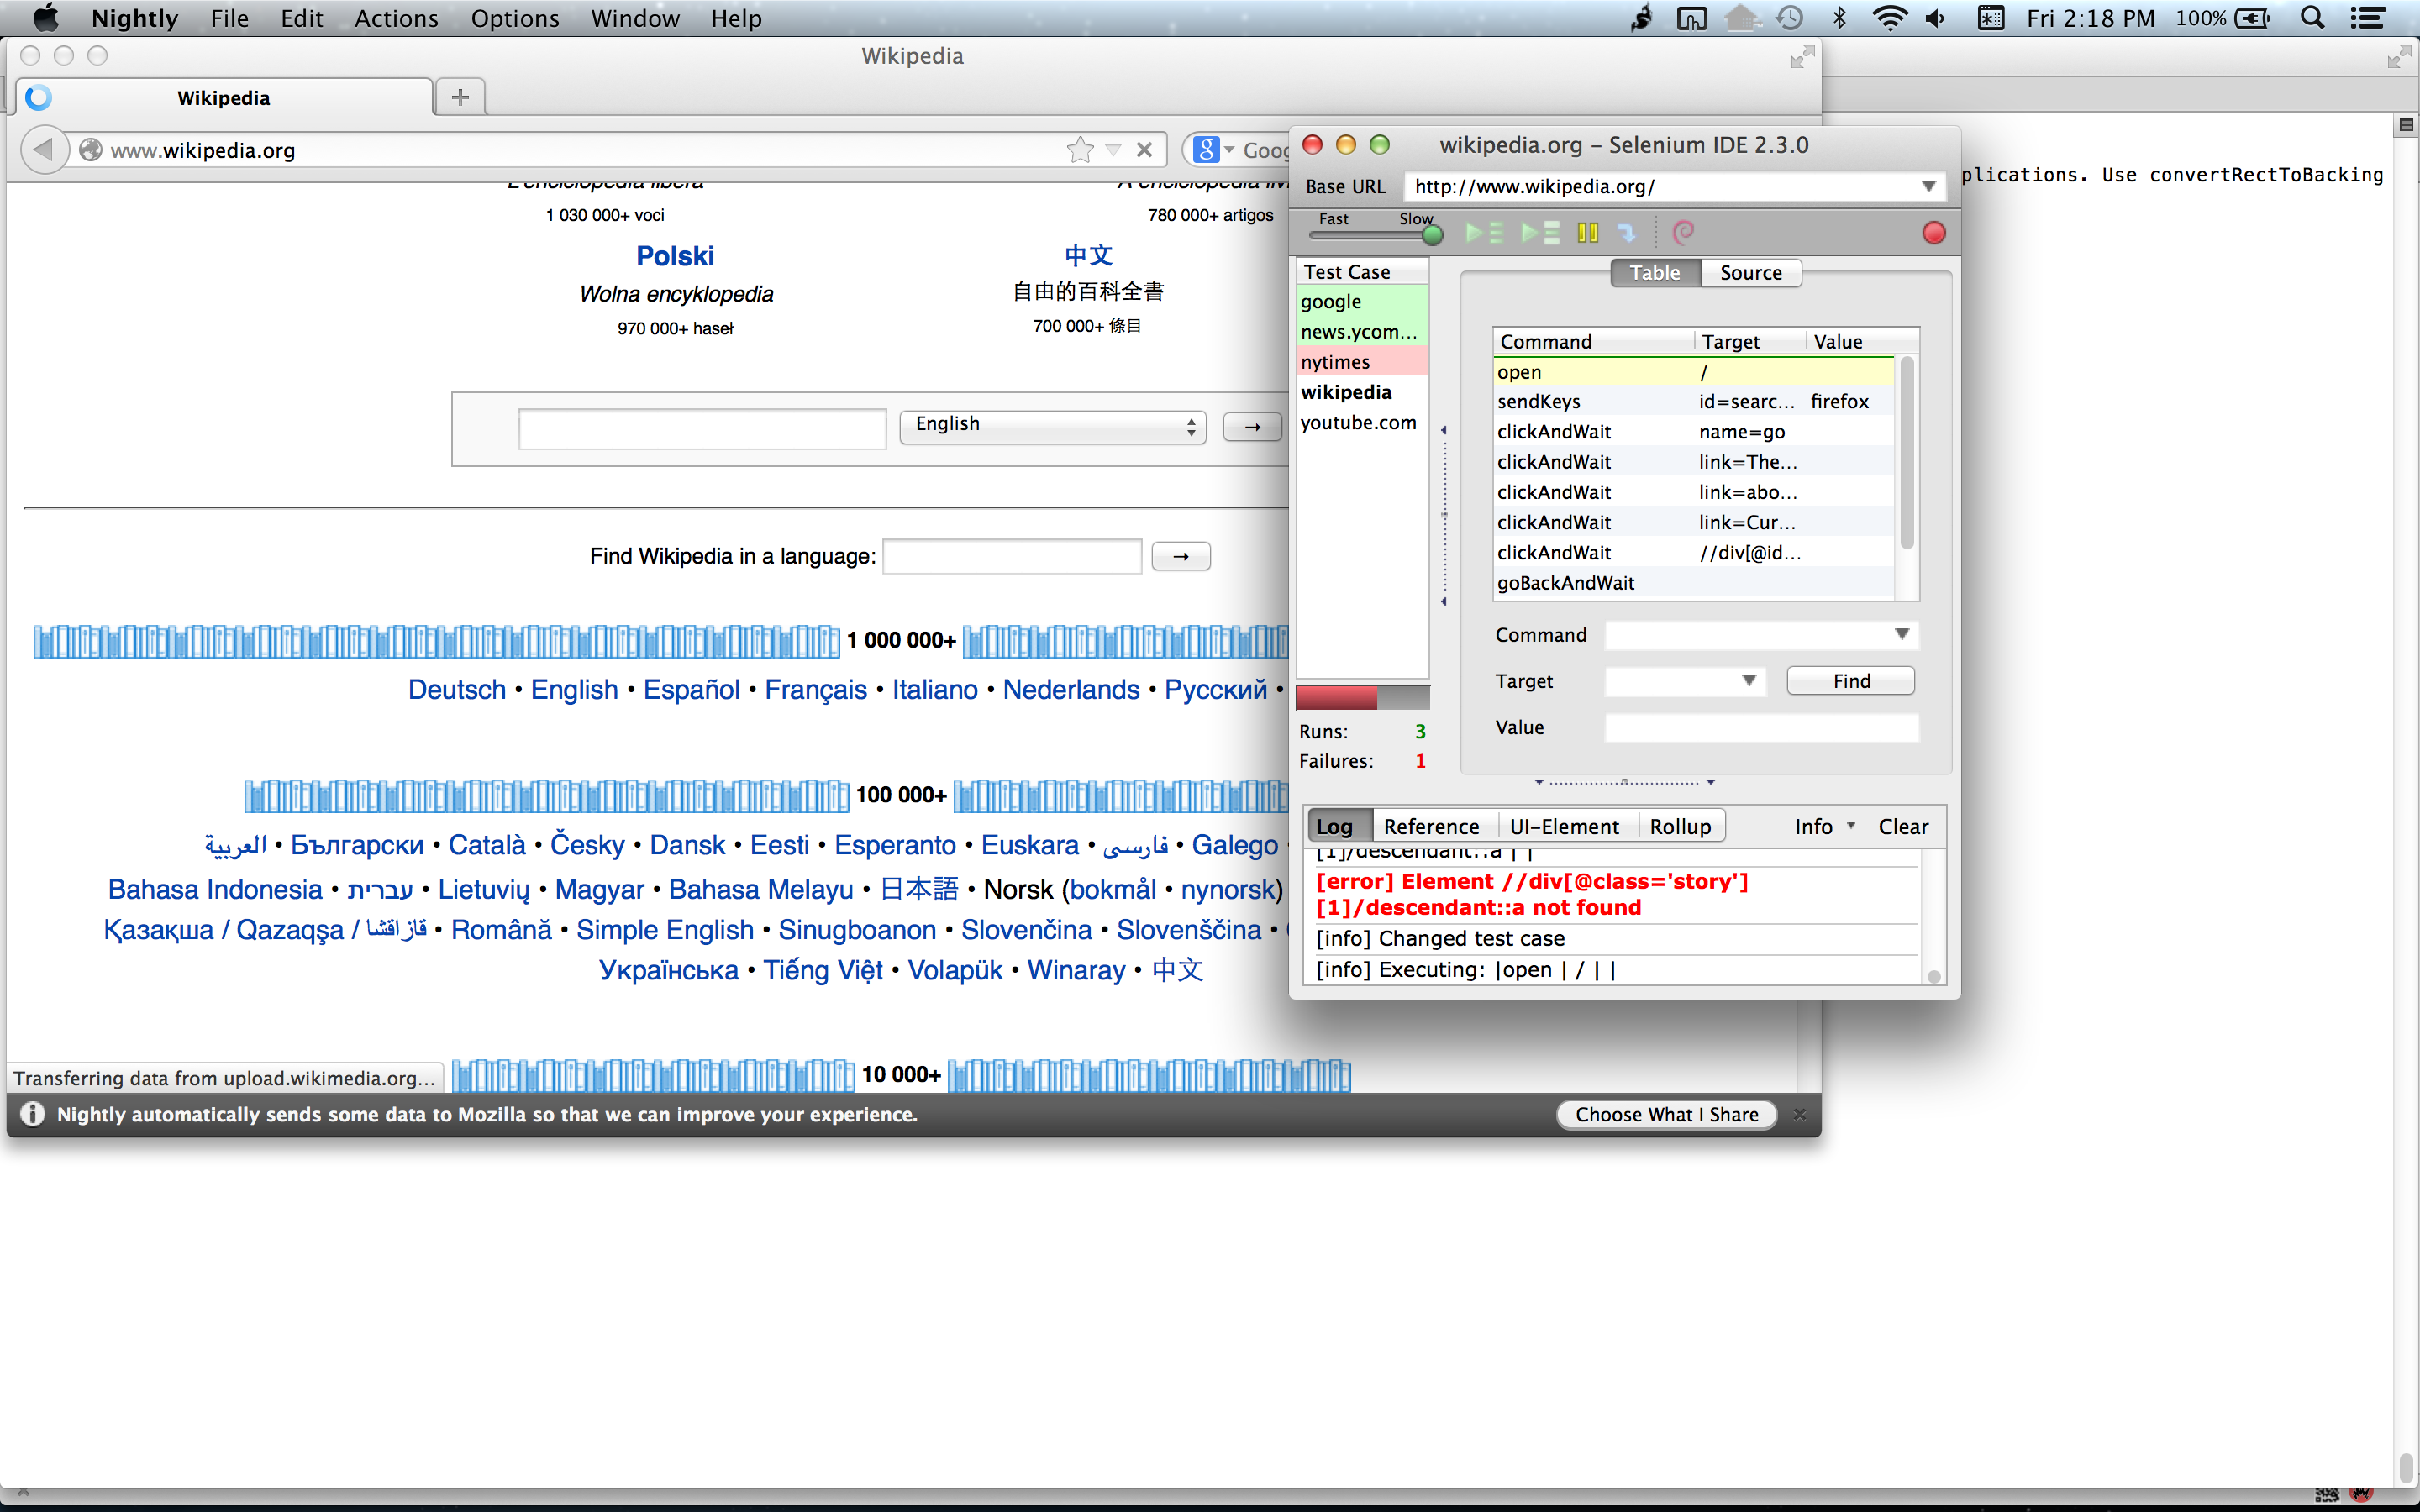 Nightly File Edit Actions Options Window Help Fri 2:18 PM 100%
Wikipedia
Wikipedia
www.wikipedia.org
1 030 000+ voci
780 000+ artigos
Polski
中文
Wolna encyklopedia
自由的百科全書
970 000+ haseł
700 000+ 條目
English
→
Find Wikipedia in a language: →
1 000 000+
Deutsch • English • Español • Français • Italiano • Nederlands • Русский •
100 000+
العربية • Български • Català • Česky • Dansk • Eesti • Esperanto • Euskara • فارسی • Galego
Bahasa Indonesia • עברית • Lietuvių • Magyar • Bahasa Melayu • 日本語 • Norsk (bokmål • nynorsk)
Қазақша / Qazaqşa / قازاقشا • Română • Simple English • Sinugboanon • Slovenčina • Slovenščina •
Українська • Tiếng Việt • Volapük • Winaray • 中文
10 000+
Transferring data from upload.wikimedia.org...
Nightly automatically sends some data to Mozilla so that we can improve your experience.
Choose What I Share
wikipedia.org – Selenium IDE 2.3.0
Base URL http://www.wikipedia.org/
Fast Slow
Test Case
google
news.ycom...
nytimes
wikipedia
youtube.com
Runs: 3
Failures: 1
Table Source
Command Target Value
open /
sendKeys id=searc... firefox
clickAndWait name=go
clickAndWait link=The...
clickAndWait link=abo...
clickAndWait link=Cur...
clickAndWait //div[@id...
goBackAndWait
Command
Target Find
Value
Log Reference UI-Element Rollup Info Clear
[1]/descendant::a | |
[error] Element //div[@class='story']
[1]/descendant::a not found
[info] Changed test case
[info] Executing: |open | / | |
plications. Use convertRectToBacking